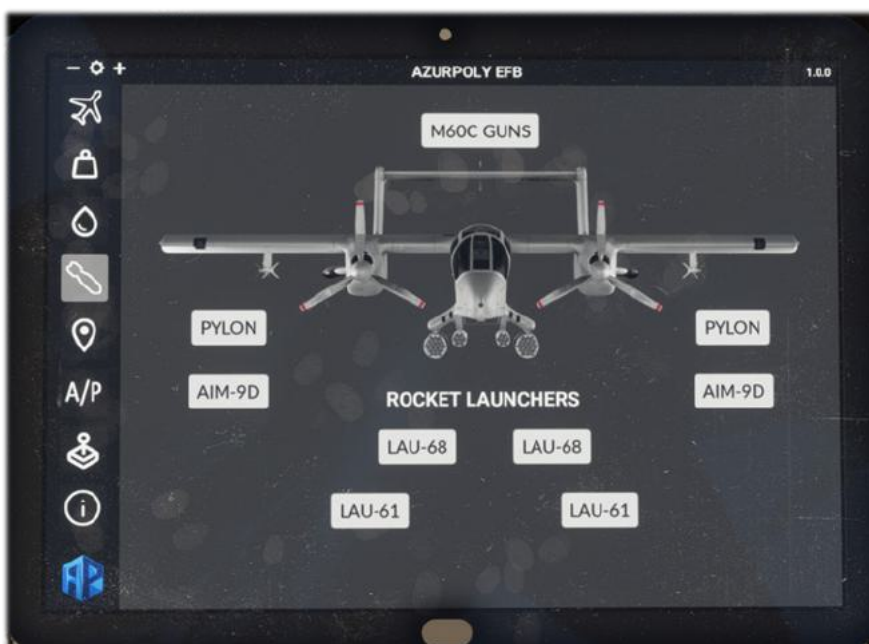 AZURPOLY EFB
1.0.0
M60C GUNS
PYLON PYLON
AIM-9D AIM-9D
ROCKET LAUNCHERS
LAU-68 LAU-68
LAU-61 LAU-61
A/P
i
AP